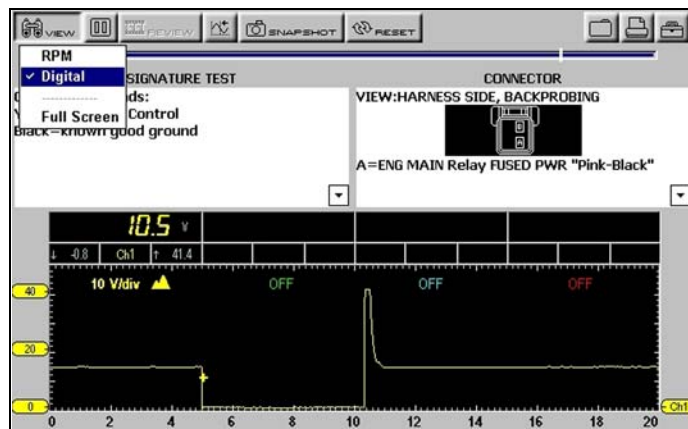 VIEW
REVIEW
SNAPSHOT
RESET
RPM
Digital
Full Screen
SIGNATURE TEST
CONNECTOR
nds:
Control
Black=known good ground
VIEW:HARNESS SIDE, BACKPROBING
B
A
A=ENG MAIN Relay FUSED PWR "Pink-Black"
10.5 V
↓ -0.8 Ch1 ↑ 41.4
10 V/div OFF OFF OFF
40
20
0
Ch1
0 2 4 6 8 10 12 14 16 18 20